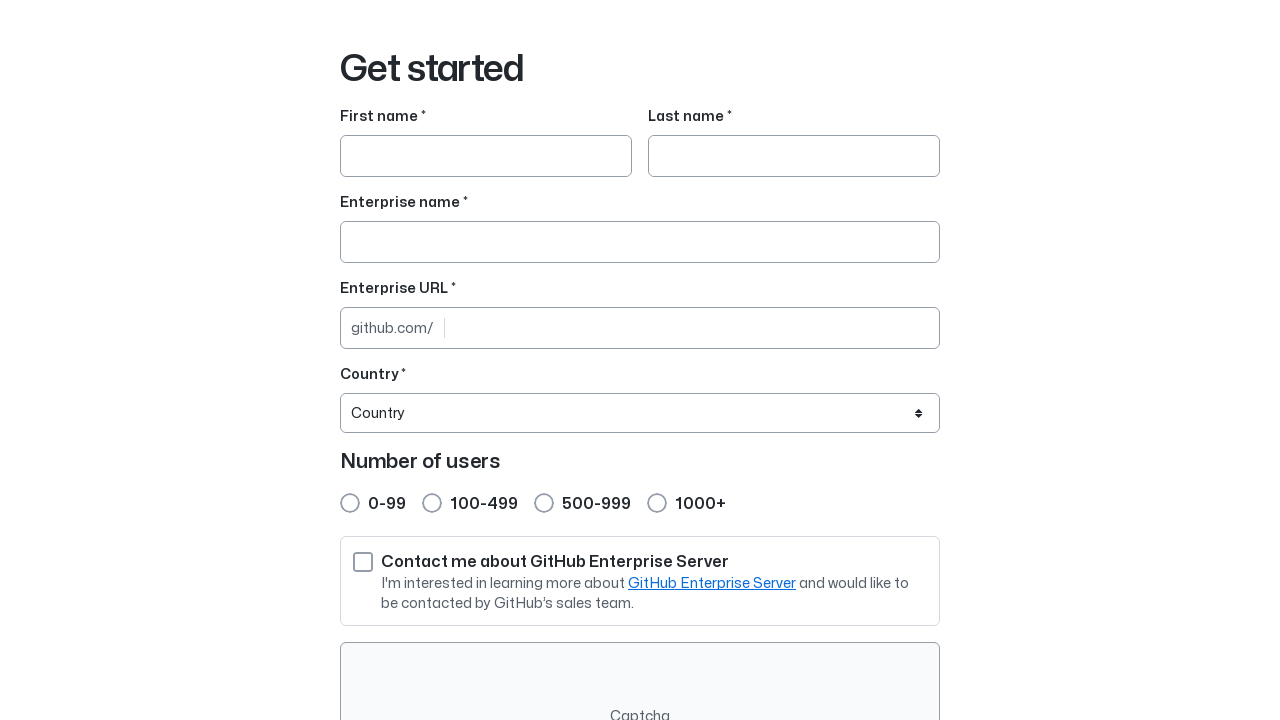 Get started
First name *
Last name *
Enterprise name *
Enterprise URL *
github.com/
Country *
Country
Number of users
0-99
100-499
500-999
1000+
Contact me about GitHub Enterprise Server
I'm interested in learning more about GitHub Enterprise Server and would like to
be contacted by GitHub's sales team.
Captcha